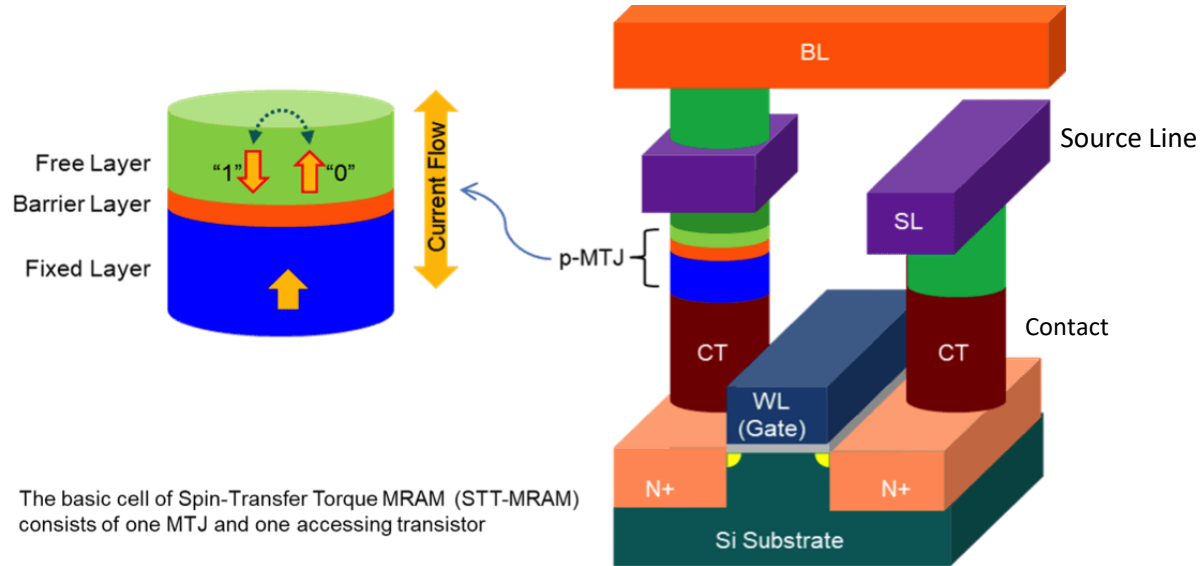 Free Layer
Barrier Layer
Fixed Layer
“1”
“0”
Current Flow
p-MTJ
BL
Source Line
SL
Contact
CT
CT
WL
(Gate)
N+
N+
Si Substrate
The basic cell of Spin-Transfer Torque MRAM (STT-MRAM)
consists of one MTJ and one accessing transistor